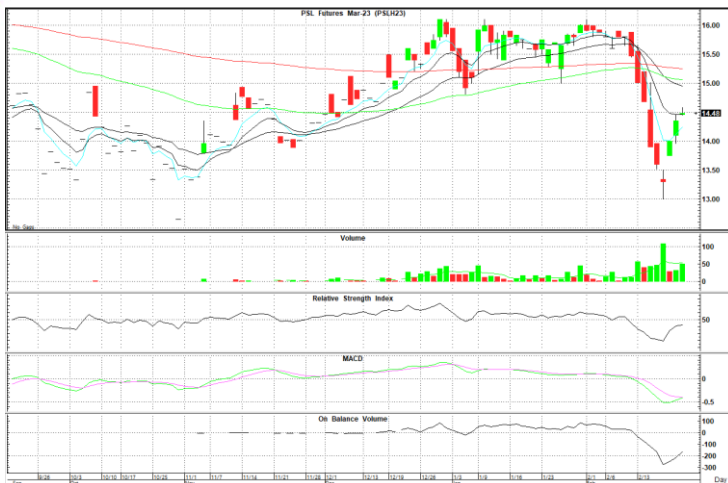 PSL Futures Mar-23 (PSLH23)
16.00
15.50
15.00
14.48
14.00
13.50
13.00
No Gaps
Volume
100
50
0
Relative Strength Index
50
MACD
0
-0.5
On Balance Volume
100
0
-100
-200
-300
9/26 10/3 10/10 10/17 10/25 11/1 11/7 11/14 11/21 11/28 12/5 12/13 12/19 12/28 1/3 1/9 1/16 1/23 2/1 2/6 2/13
Day